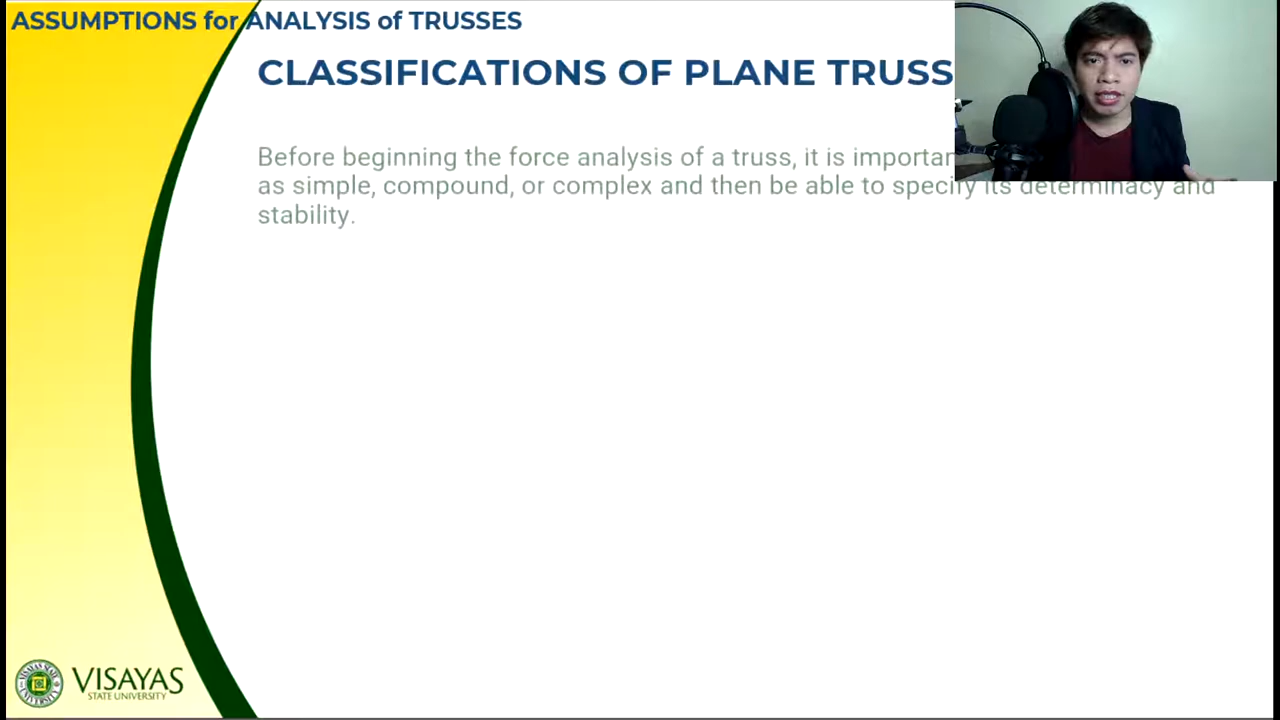 ASSUMPTIONS for ANALYSIS of TRUSSES
CLASSIFICATIONS OF PLANE TRUSS
Before beginning the force analysis of a truss, it is importan
as simple, compound, or complex and then be able to specify its determinacy and
stability.
VISAYAS
STATE UNIVERSITY